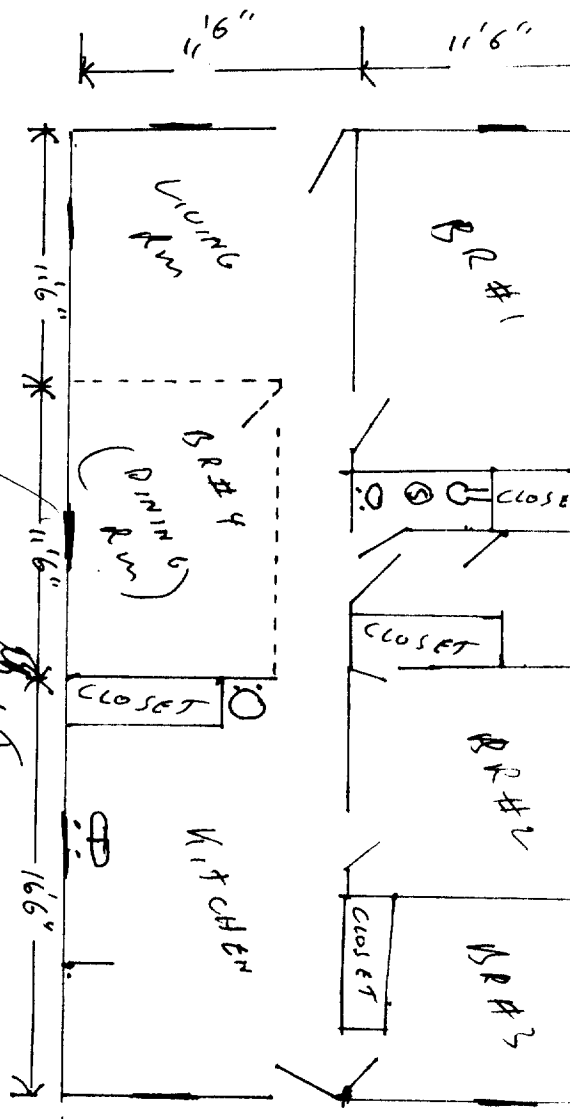 11'6"
11'6"
LIVING
RM
BR #1
11'6"
BR #4
(DINING
RM)
11'6"
CLOSE
CLOSET
CLOSET
BR #2
KITCHEN
16'6"
CLOSET
BR #3